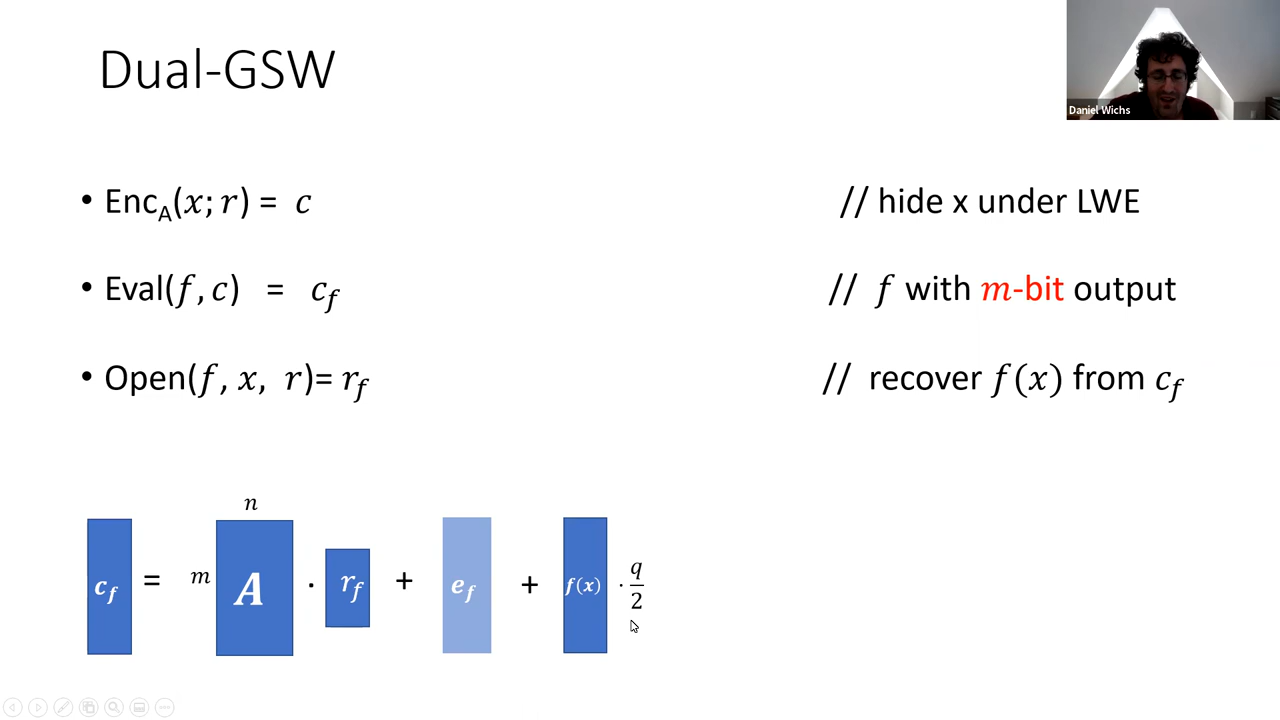 Dual-GSW
Daniel Wichs
• Enc_A(x; r) = c // hide x under LWE
• Eval(f, c) = c_f // f with m-bit output
• Open(f, x, r)= r_f // recover f(x) from c_f
n
c_f = m A · r_f + e_f + f(x) · q/2